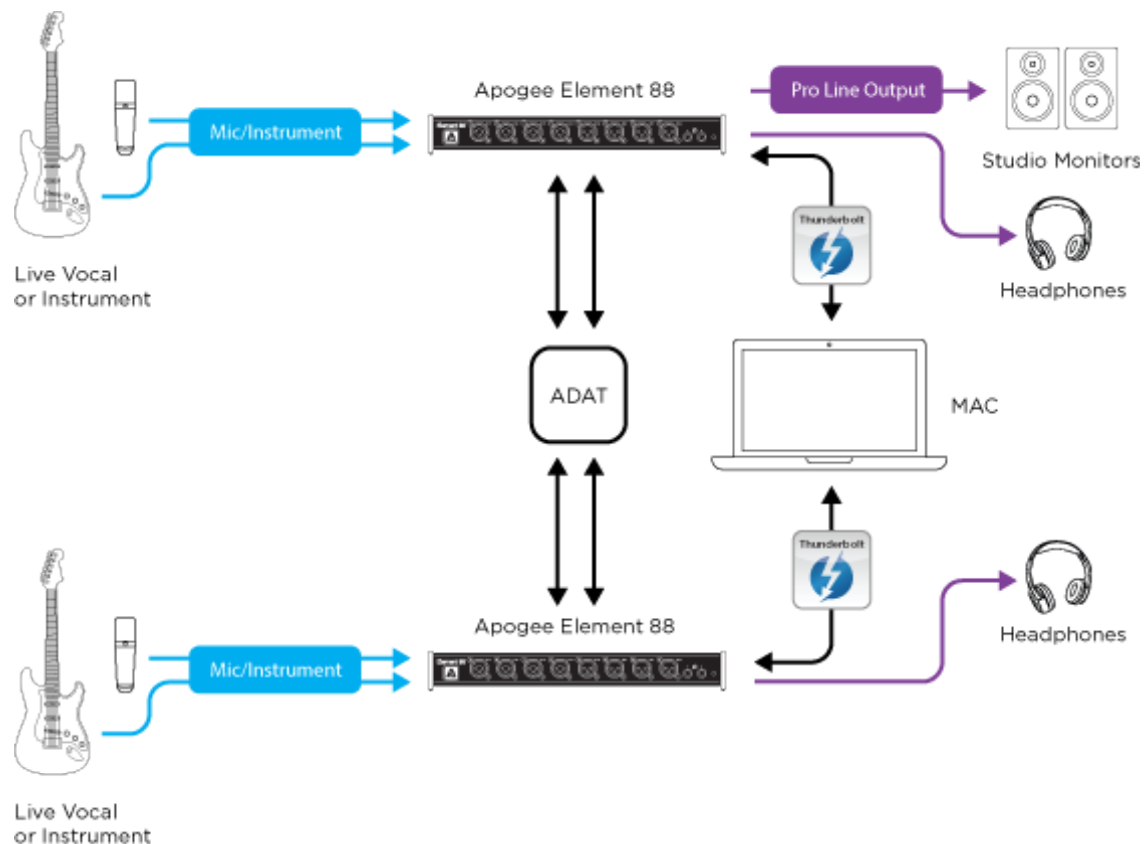 Apogee Element 88
Pro Line Output
Mic/Instrument
Studio Monitors
Thunderbolt
Live Vocal
or Instrument
Headphones
ADAT
MAC
Thunderbolt
Apogee Element 88
Headphones
Mic/Instrument
Live Vocal
or Instrument